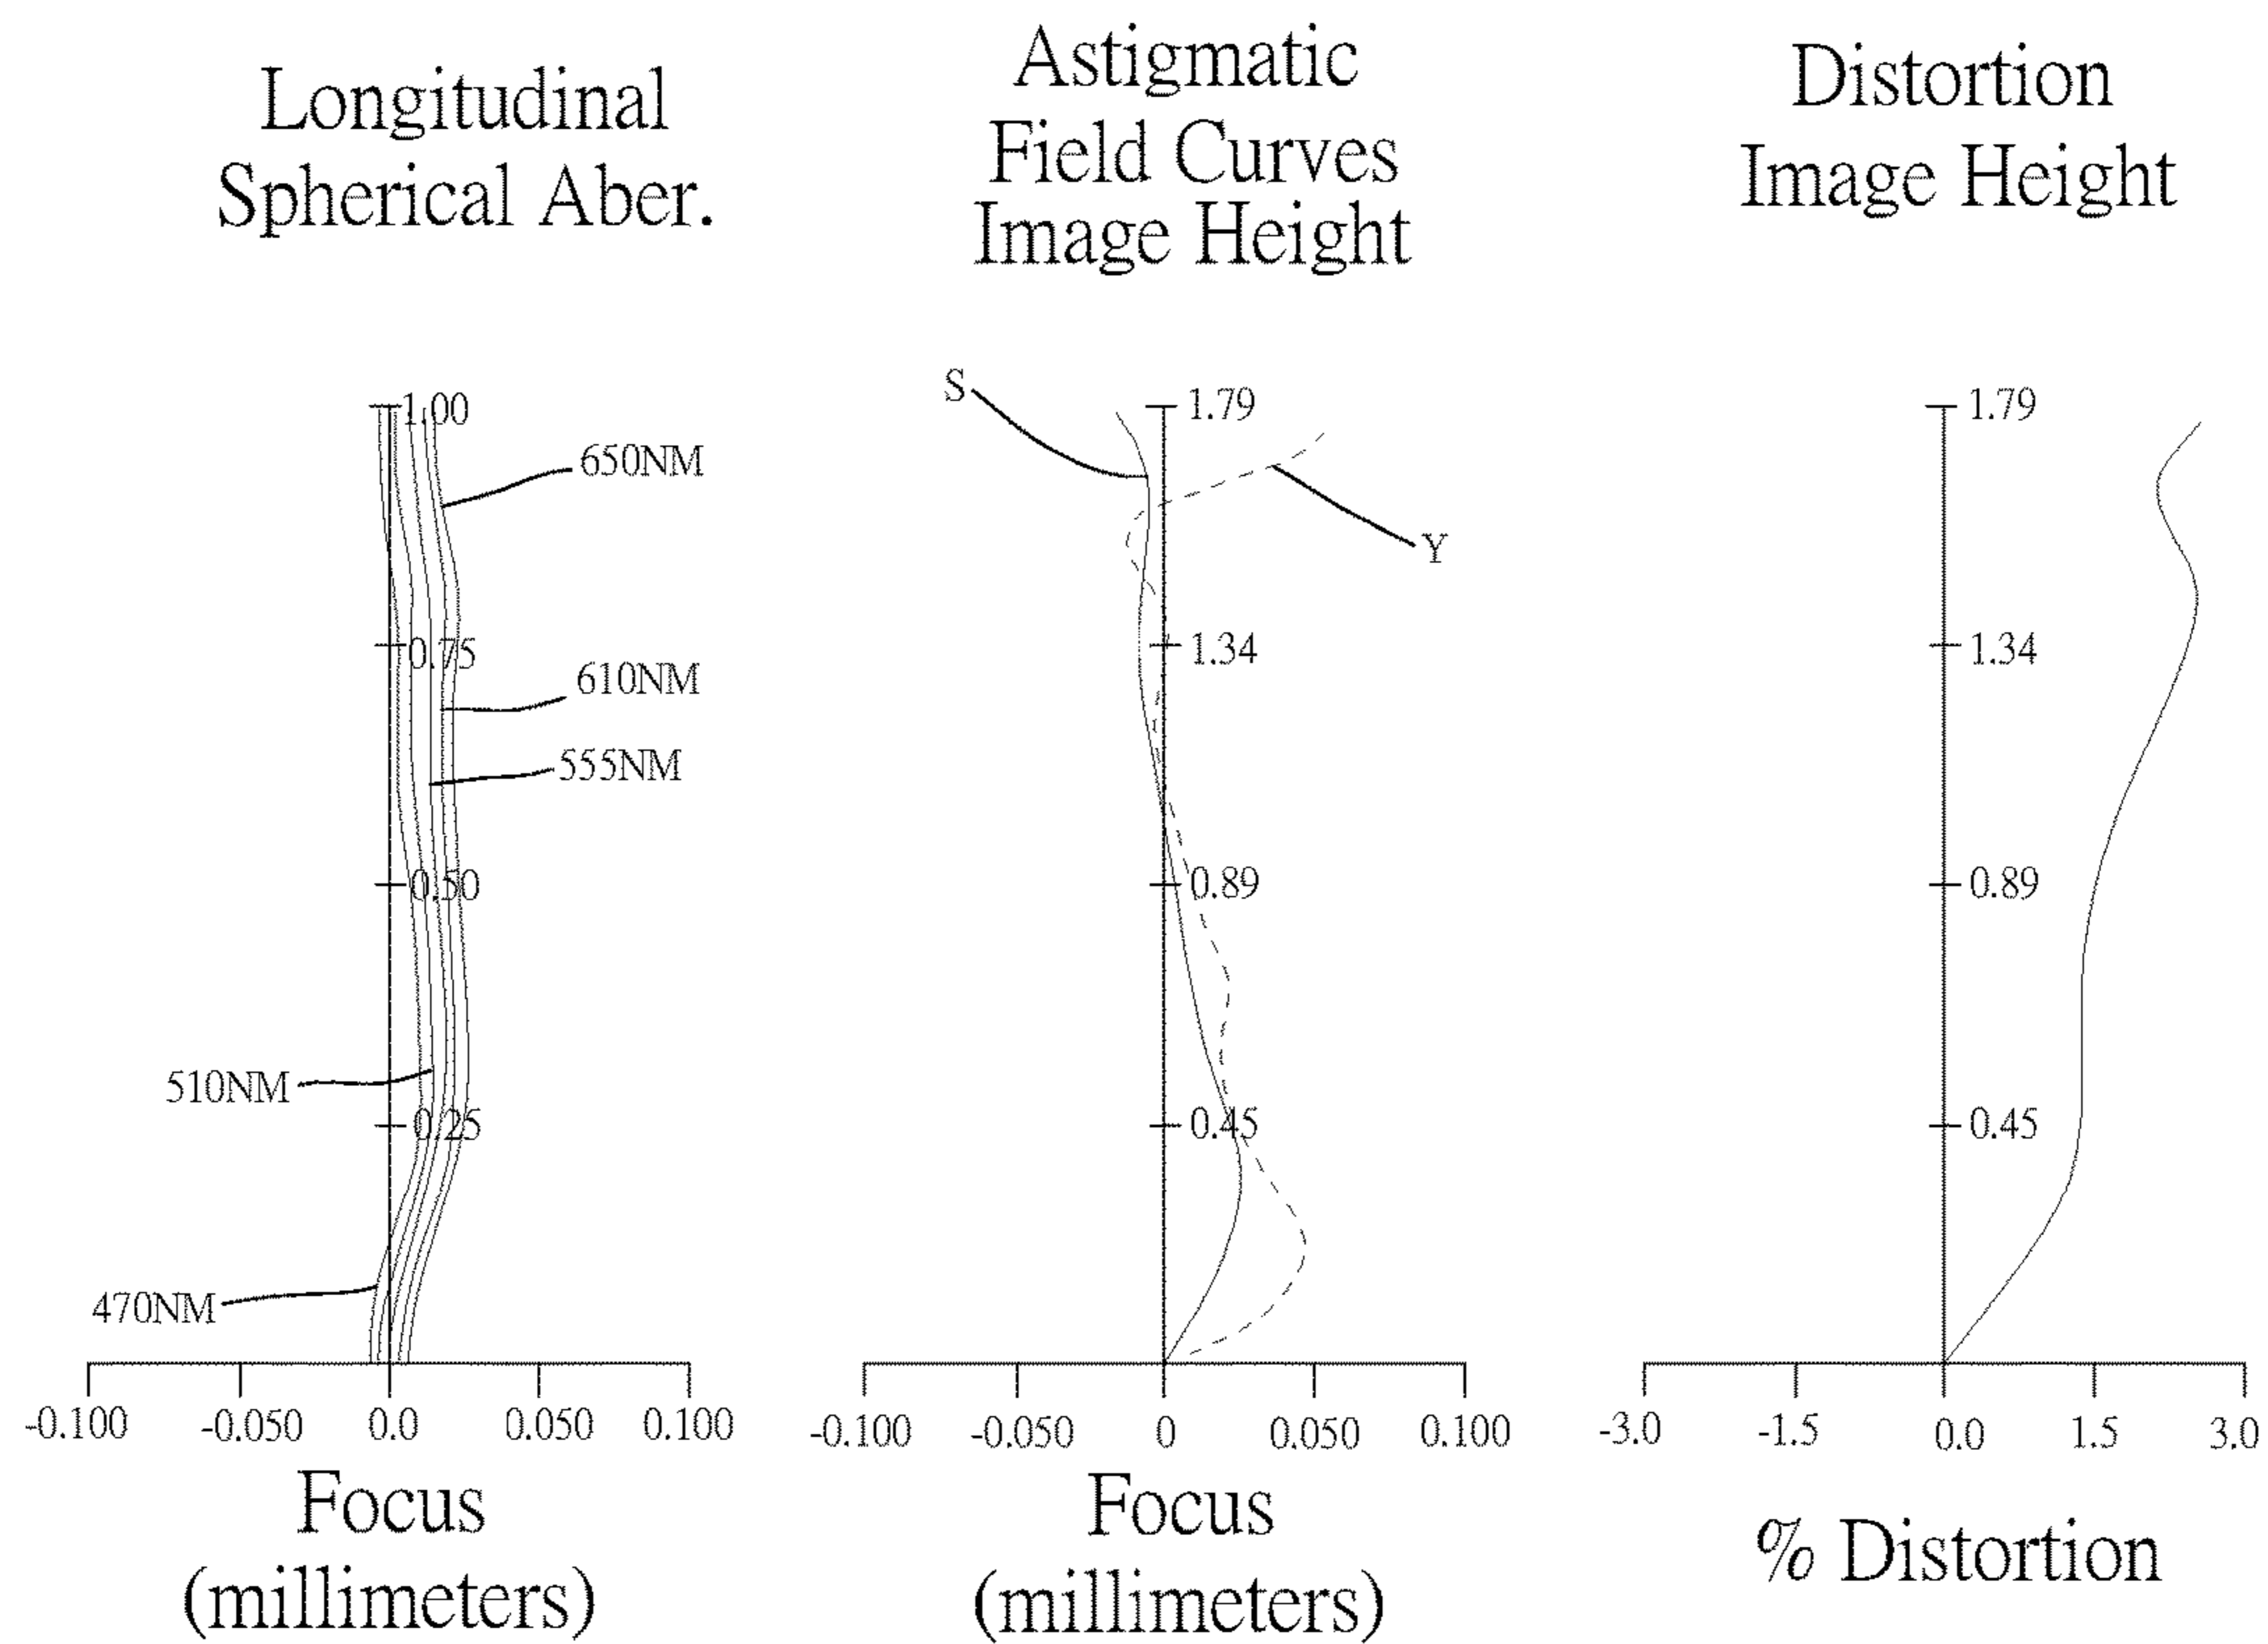 Longitudinal
Spherical Aber.
1.00
650NM
0.75
610NM
555NM
0.50
510NM
0.25
470NM
-0.100 -0.050 0.0 0.050 0.100
Focus
(millimeters)
Astigmatic
Field Curves
Image Height
S
1.79
Y
1.34
0.89
0.45
-0.100 -0.050 0 0.050 0.100
Focus
(millimeters)
Distortion
Image Height
1.79
1.34
0.89
0.45
-3.0 -1.5 0.0 1.5 3.0
% Distortion